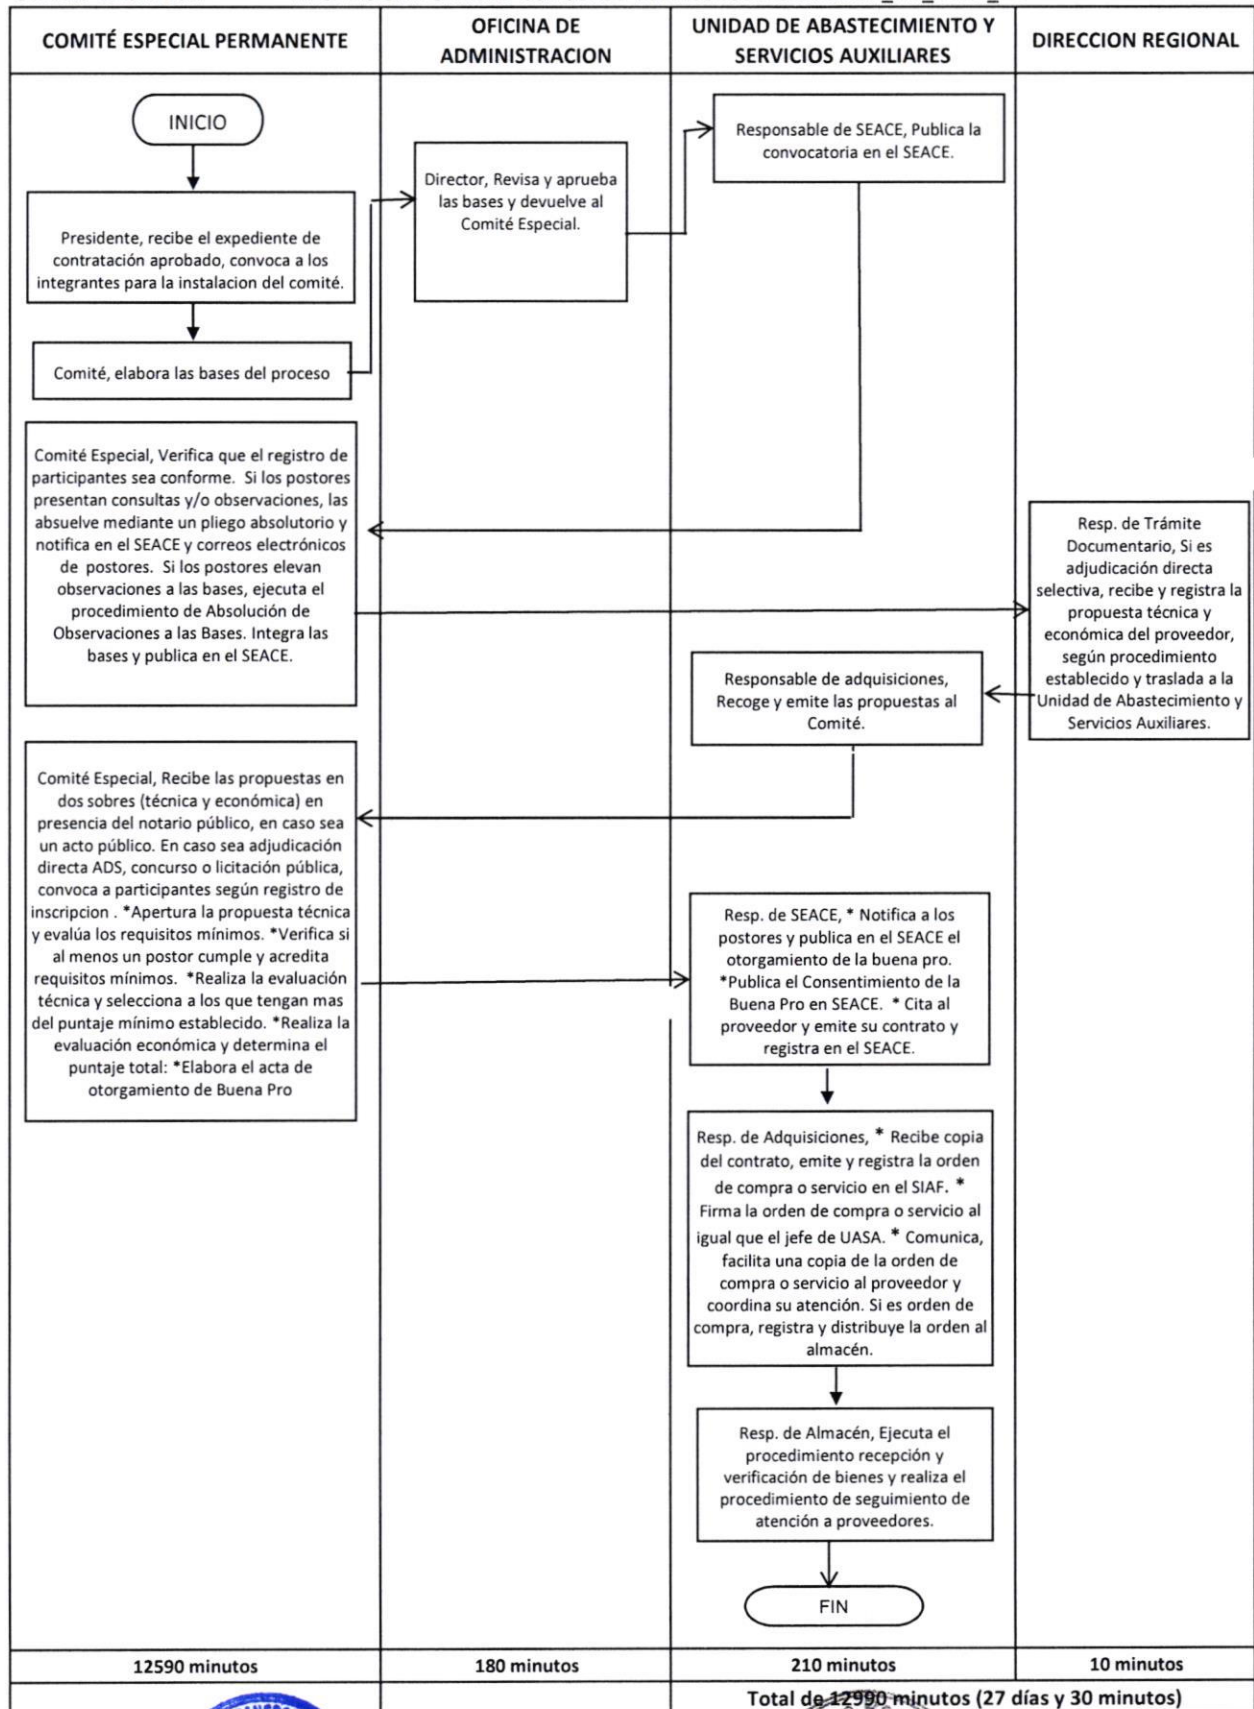 COMITÉ ESPECIAL PERMANENTE
OFICINA DE
ADMINISTRACION
UNIDAD DE ABASTECIMIENTO Y
SERVICIOS AUXILIARES
DIRECCION REGIONAL
INICIO
Presidente, recibe el expediente de
contratación aprobado, convoca a los
integrantes para la instalacion del comité.
Comité, elabora las bases del proceso
Director, Revisa y aprueba
las bases y devuelve al
Comité Especial.
Responsable de SEACE, Publica la
convocatoria en el SEACE.
Comité Especial, Verifica que el registro de
participantes sea conforme. Si los postores
presentan consultas y/o observaciones, las
absuelve mediante un pliego absolutorio y
notifica en el SEACE y correos electrónicos
de postores. Si los postores elevan
observaciones a las bases, ejecuta el
procedimiento de Absolución de
Observaciones a las Bases. Integra las
bases y publica en el SEACE.
Resp. de Trámite
Documentario, Si es
adjudicación directa
selectiva, recibe y registra la
propuesta técnica y
económica del proveedor,
según procedimiento
establecido y traslada a la
Unidad de Abastecimiento y
Servicios Auxiliares.
Responsable de adquisiciones,
Recoge y emite las propuestas al
Comité.
Comité Especial, Recibe las propuestas en
dos sobres (técnica y económica) en
presencia del notario público, en caso sea
un acto público. En caso sea adjudicación
directa ADS, concurso o licitación pública,
convoca a participantes según registro de
inscripcion . *Apertura la propuesta técnica
y evalúa los requisitos mínimos. *Verifica si
al menos un postor cumple y acredita
requisitos mínimos. *Realiza la evaluación
técnica y selecciona a los que tengan mas
del puntaje mínimo establecido. *Realiza la
evaluación económica y determina el
puntaje total: *Elabora el acta de
otorgamiento de Buena Pro
Resp. de SEACE, * Notifica a los
postores y publica en el SEACE el
otorgamiento de la buena pro.
*Publica el Consentimiento de la
Buena Pro en SEACE. * Cita al
proveedor y emite su contrato y
registra en el SEACE.
Resp. de Adquisiciones, * Recibe copia
del contrato, emite y registra la orden
de compra o servicio en el SIAF. *
Firma la orden de compra o servicio al
igual que el jefe de UASA. * Comunica,
facilita una copia de la orden de
compra o servicio al proveedor y
coordina su atención. Si es orden de
compra, registra y distribuye la orden al
almacén.
Resp. de Almacén, Ejecuta el
procedimiento recepción y
verificación de bienes y realiza el
procedimiento de seguimiento de
atención a proveedores.
FIN
12590 minutos
180 minutos
210 minutos
10 minutos
Total de 12990 minutos (27 días y 30 minutos)